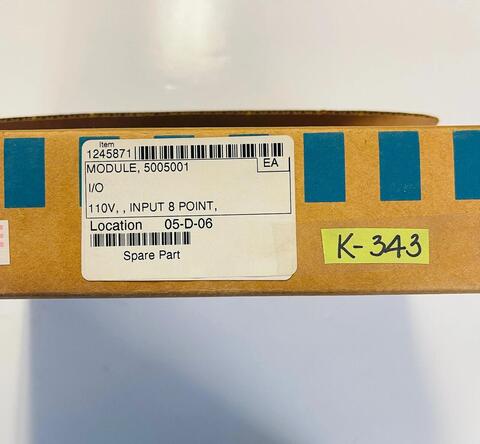 Item
1245871
MODULE, 5005001
EA
I/O
110V, , INPUT 8 POINT,
Location 05-D-06
Spare Part
K-343